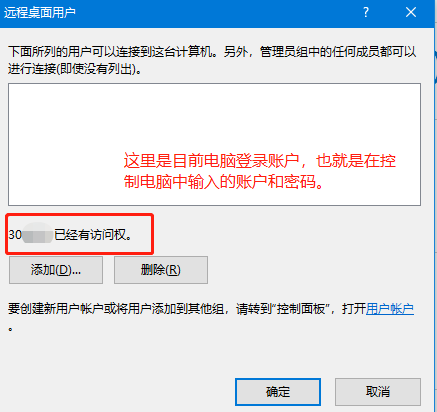 远程桌面用户
下面所列的用户可以连接到这台计算机。另外，管理员组中的任何成员都可以
进行连接(即使没有列出)。
这里是目前电脑登录账户，也就是在控
制电脑中输入的账户和密码。
30 已经有访问权。
添加(D)... 删除(R)
要创建新用户帐户或将用户添加到其他组，请转到“控制面板”，打开用户帐户
。
确定 取消